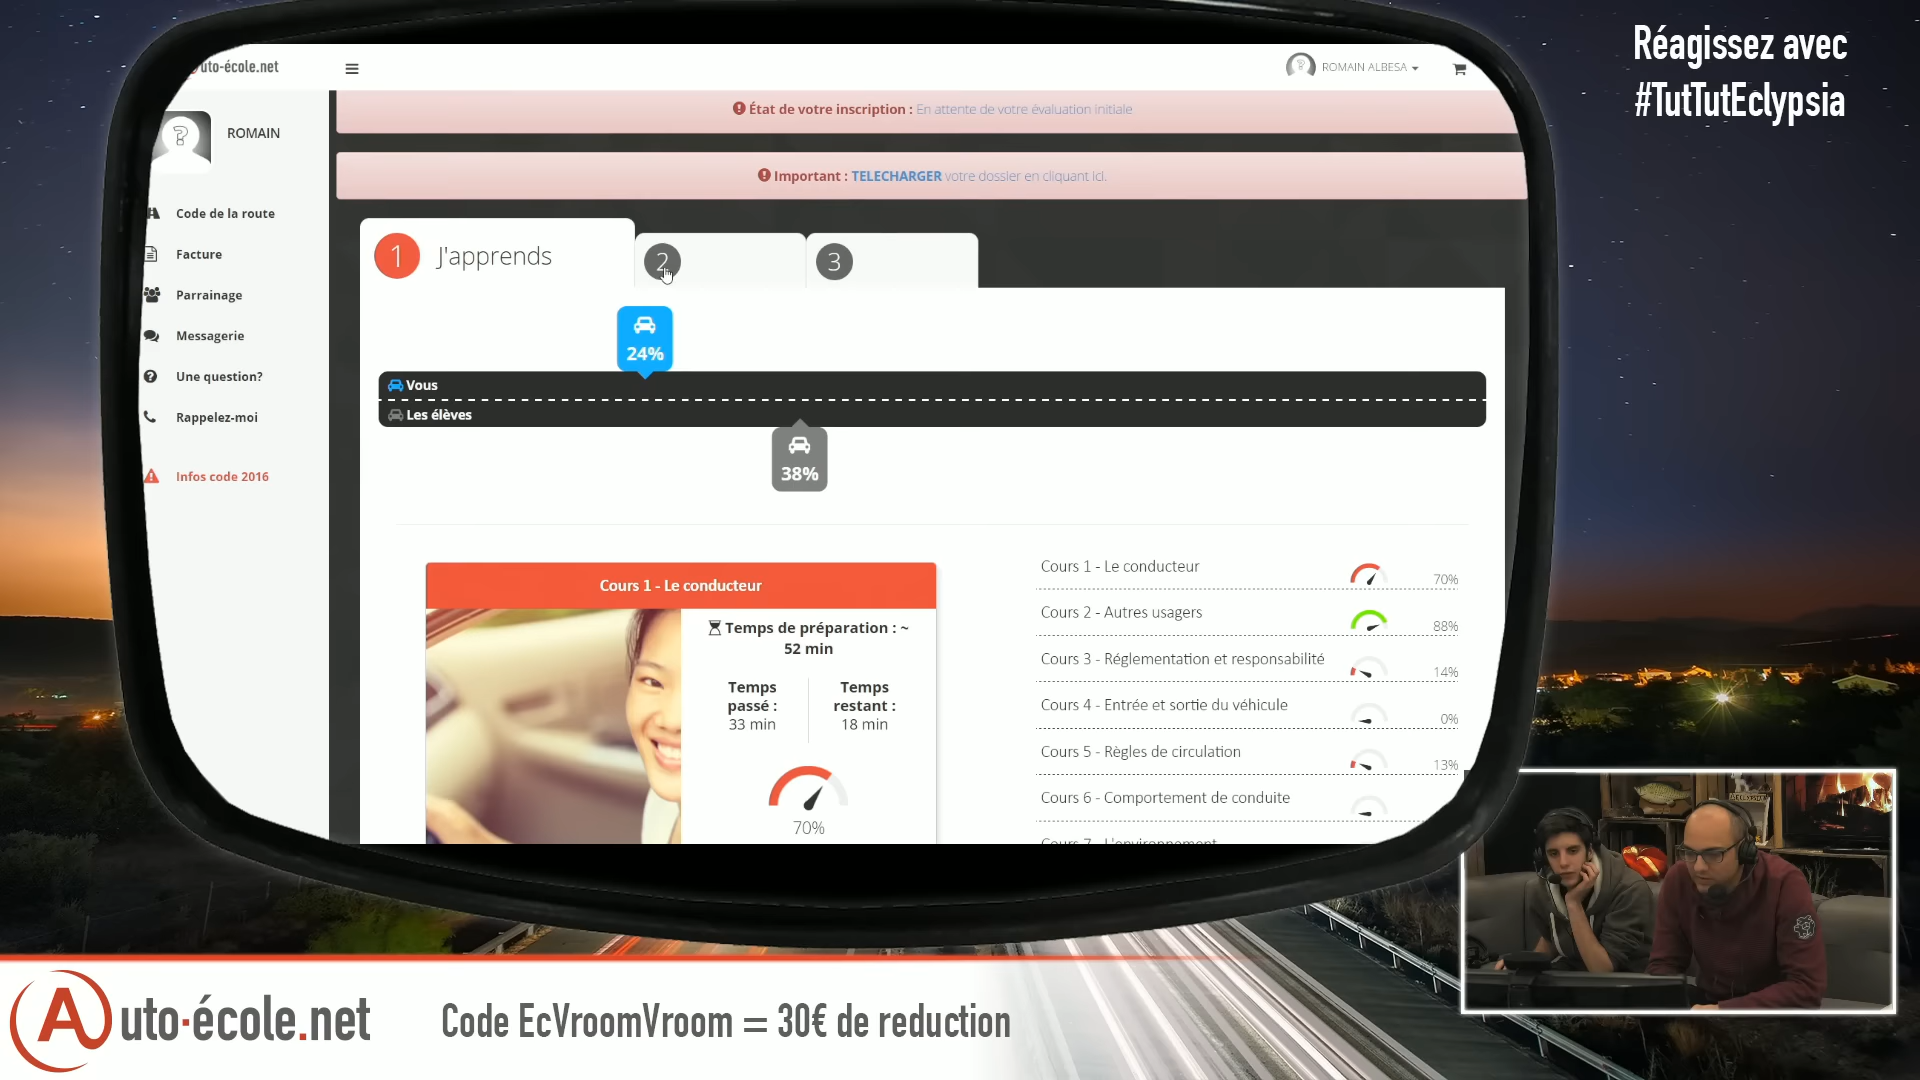 Réagissez avec
#TutTutEclypsia
uto-école.net
ROMAIN ALBESA
État de votre inscription : En attente de votre évaluation initiale
ROMAIN
Important : TELECHARGER votre dossier en cliquant ici.
Code de la route
Facture
Parrainage
Messagerie
Une question?
Rappelez-moi
Infos code 2016
1 J'apprends
2
3
24%
Vous
Les élèves
38%
Cours 1 - Le conducteur
Temps de préparation : ~
52 min
Temps
passé :
33 min
Temps
restant :
18 min
70%
Cours 1 - Le conducteur 70%
Cours 2 - Autres usagers 88%
Cours 3 - Réglementation et responsabilité 14%
Cours 4 - Entrée et sortie du véhicule 0%
Cours 5 - Règles de circulation 13%
Cours 6 - Comportement de conduite
Cours 7 - L'environnement
Auto-école.net
Code EcVroomVroom = 30€ de reduction